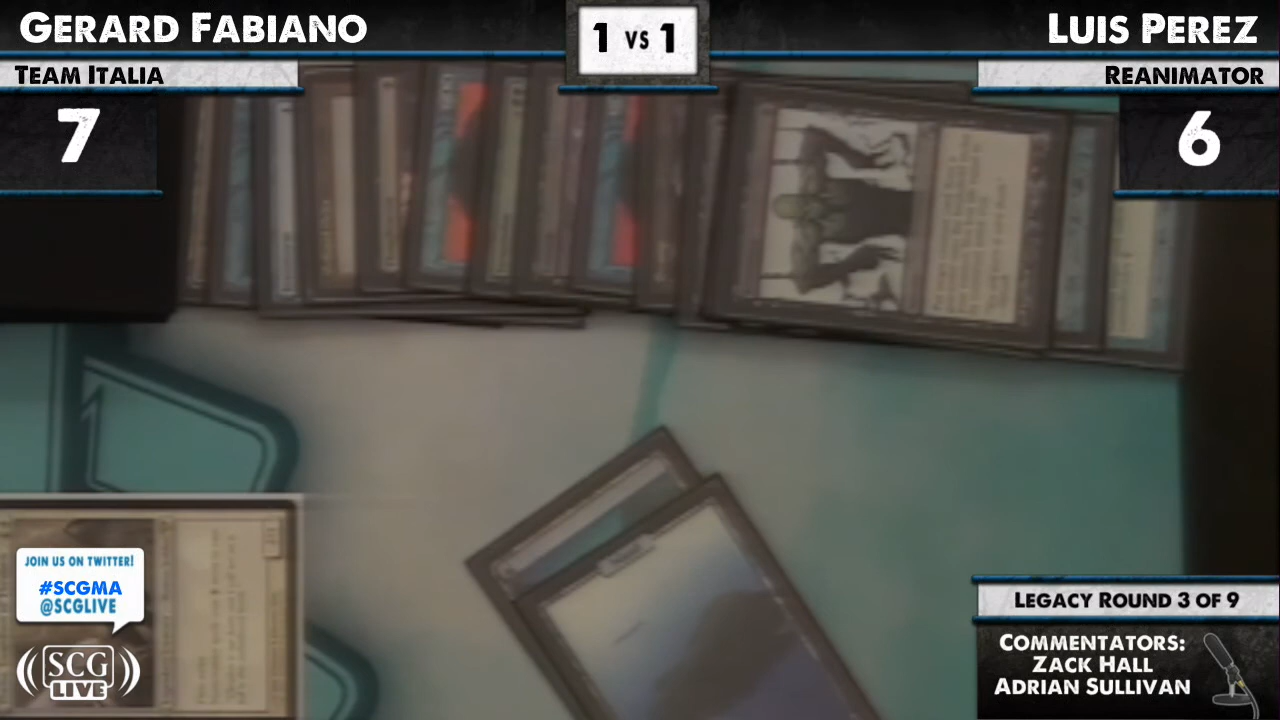 GERARD FABIANO
1 VS 1
LUIS PEREZ
TEAM ITALIA
REANIMATOR
7
6
JOIN US ON TWITTER!
#SCGMA
@SCGLIVE
SCG
LIVE
LEGACY ROUND 3 OF 9
COMMENTATORS:
ZACK HALL
ADRIAN SULLIVAN